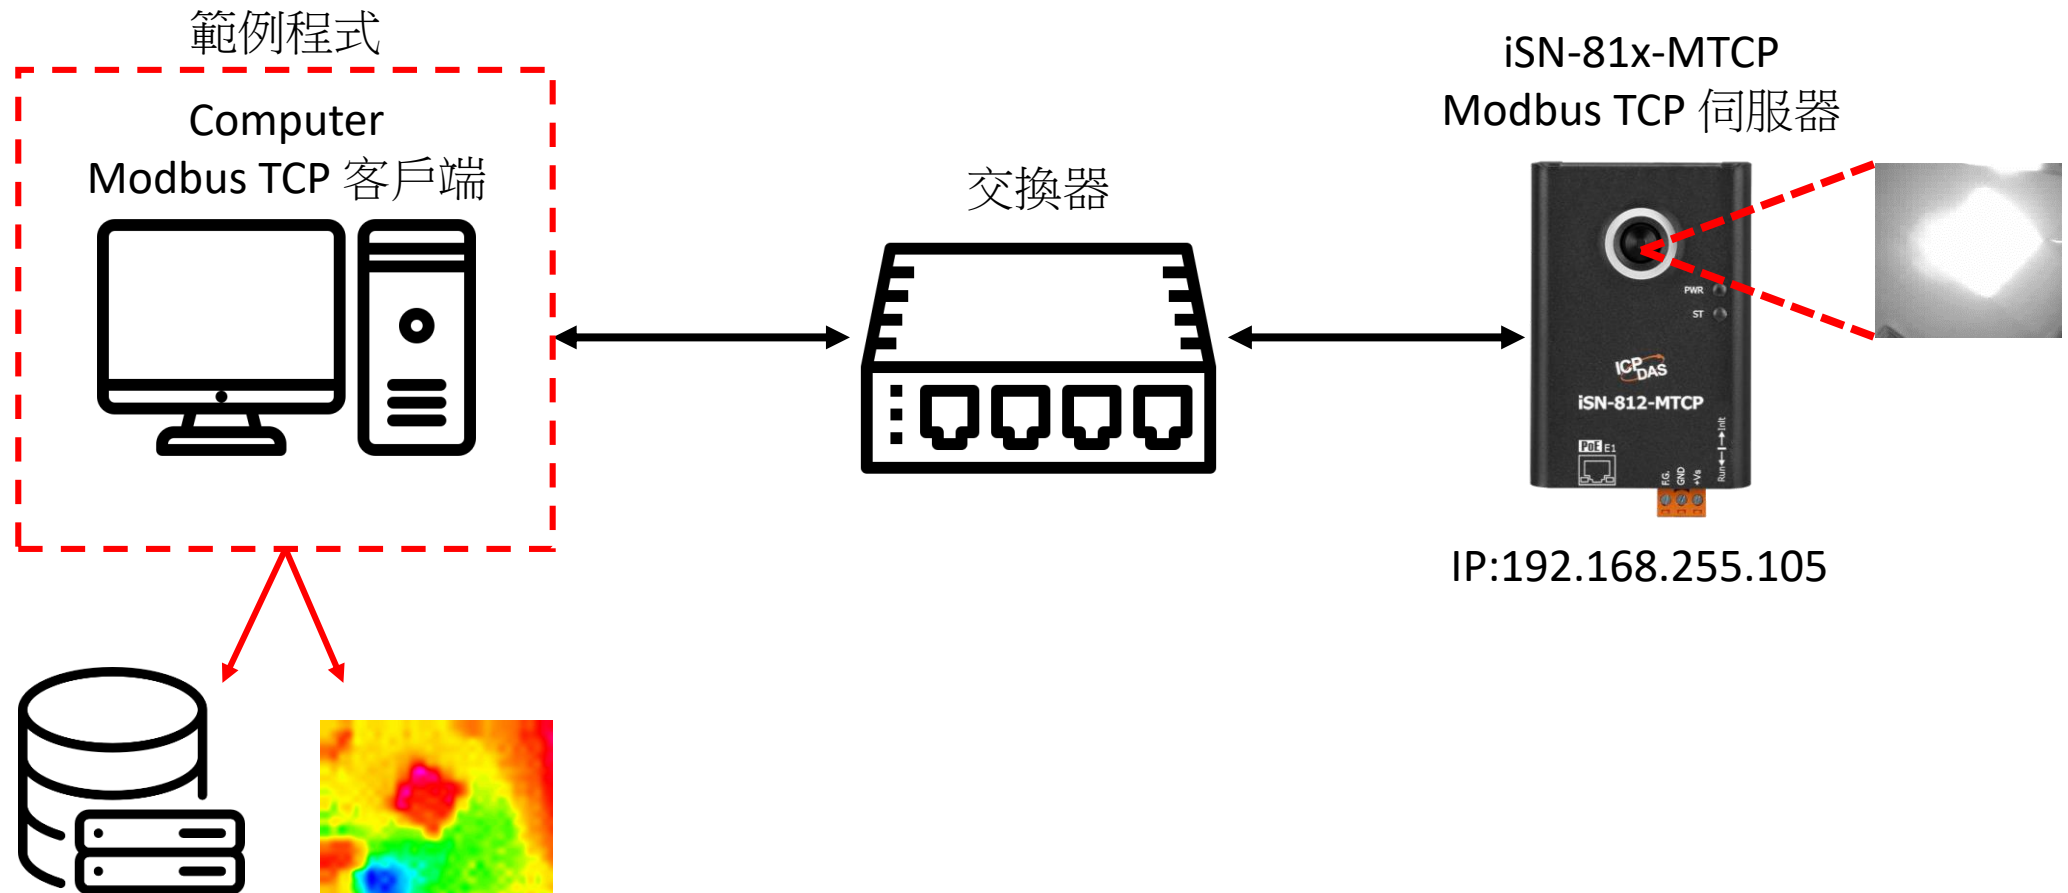 範例程式
Computer
Modbus TCP 客戶端
交換器
iSN-81x-MTCP
Modbus TCP 伺服器
PWR
ST
ICP DAS
iSN-812-MTCP
PoE E1
F.G.
GND
+Vs
Run←┃→Init
IP:192.168.255.105